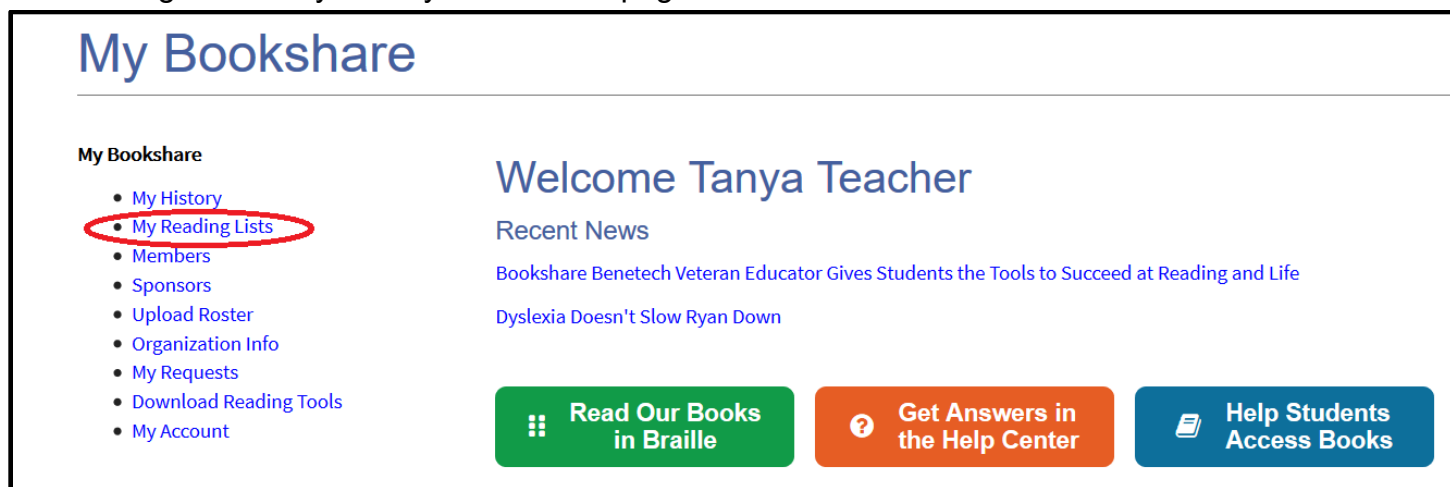 My Bookshare
My Bookshare
My History
My Reading Lists
Members
Sponsors
Upload Roster
Organization Info
My Requests
Download Reading Tools
My Account
Welcome Tanya Teacher
Recent News
Bookshare Benetech Veteran Educator Gives Students the Tools to Succeed at Reading and Life
Dyslexia Doesn't Slow Ryan Down
Read Our Books
in Braille
Get Answers in
the Help Center
Help Students
Access Books